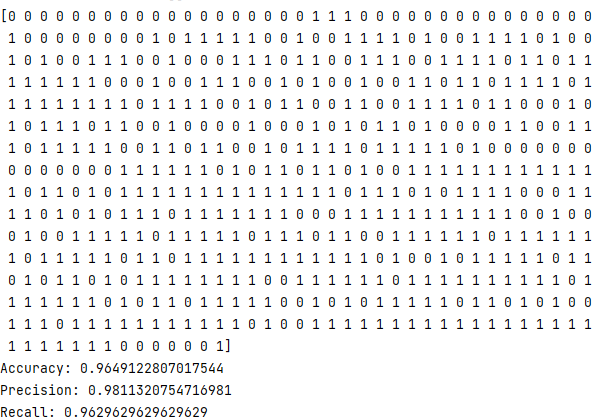 [0 0 0 0 0 0 0 0 0 0 0 0 0 0 0 0 0 0 0 1 1 1 0 0 0 0 0 0 0 0 0 0 0 0 0 0 0
1 0 0 0 0 0 0 0 0 1 0 1 1 1 1 1 0 0 1 0 0 1 1 1 1 0 1 0 0 1 1 1 1 0 1 0 0
1 0 1 0 0 1 1 1 0 0 1 0 0 0 1 1 1 0 1 1 0 0 1 1 1 0 0 1 1 1 1 0 1 1 0 1 1
1 1 1 1 1 1 0 0 0 1 0 0 1 1 1 0 0 1 0 1 0 0 1 0 0 1 1 0 1 1 0 1 1 1 1 0 1
1 1 1 1 1 1 1 1 0 1 1 1 1 0 0 1 0 1 1 0 0 1 1 0 0 1 1 1 1 0 1 1 0 0 0 1 0
1 0 1 1 1 0 1 1 0 0 1 0 0 0 0 1 0 0 0 1 0 1 0 1 1 0 1 0 0 0 0 1 1 0 0 1 1
1 0 1 1 1 1 1 0 0 1 1 0 1 1 0 0 1 0 1 1 1 1 0 1 1 1 1 1 0 1 0 0 0 0 0 0 0
0 0 0 0 0 0 0 1 1 1 1 1 1 0 1 0 1 1 0 1 1 0 1 0 0 1 1 1 1 1 1 1 1 1 1 1 1
1 0 1 1 0 1 0 1 1 1 1 1 1 1 1 1 1 1 1 1 1 0 1 1 1 0 1 0 1 1 1 1 0 0 0 1 1
1 1 0 1 0 1 0 1 1 1 0 1 1 1 1 1 1 1 0 0 0 1 1 1 1 1 1 1 1 1 1 1 0 0 1 0 0
0 1 0 0 1 1 1 1 1 0 1 1 1 1 1 0 1 1 1 0 1 1 0 0 1 1 1 1 1 1 0 1 1 1 1 1 1
1 0 1 1 1 1 1 0 1 1 0 1 1 1 1 1 1 1 1 1 1 1 1 0 1 0 0 1 0 1 1 1 1 1 0 1 1
0 1 0 1 1 0 1 0 1 1 1 1 1 1 1 1 0 0 1 1 1 1 1 1 0 1 1 1 1 1 1 1 1 1 1 0 1
1 1 1 1 1 1 0 1 0 1 1 0 1 1 1 1 1 0 0 1 0 1 0 1 1 1 1 1 0 1 1 0 1 0 1 0 0
1 1 1 0 1 1 1 1 1 1 1 1 1 1 1 0 1 0 0 1 1 1 1 1 1 1 1 1 1 1 1 1 1 1 1 1 1
1 1 1 1 1 1 1 0 0 0 0 0 0 1]
Accuracy: 0.9649122807017544
Precision: 0.9811320754716981
Recall: 0.9629629629629629